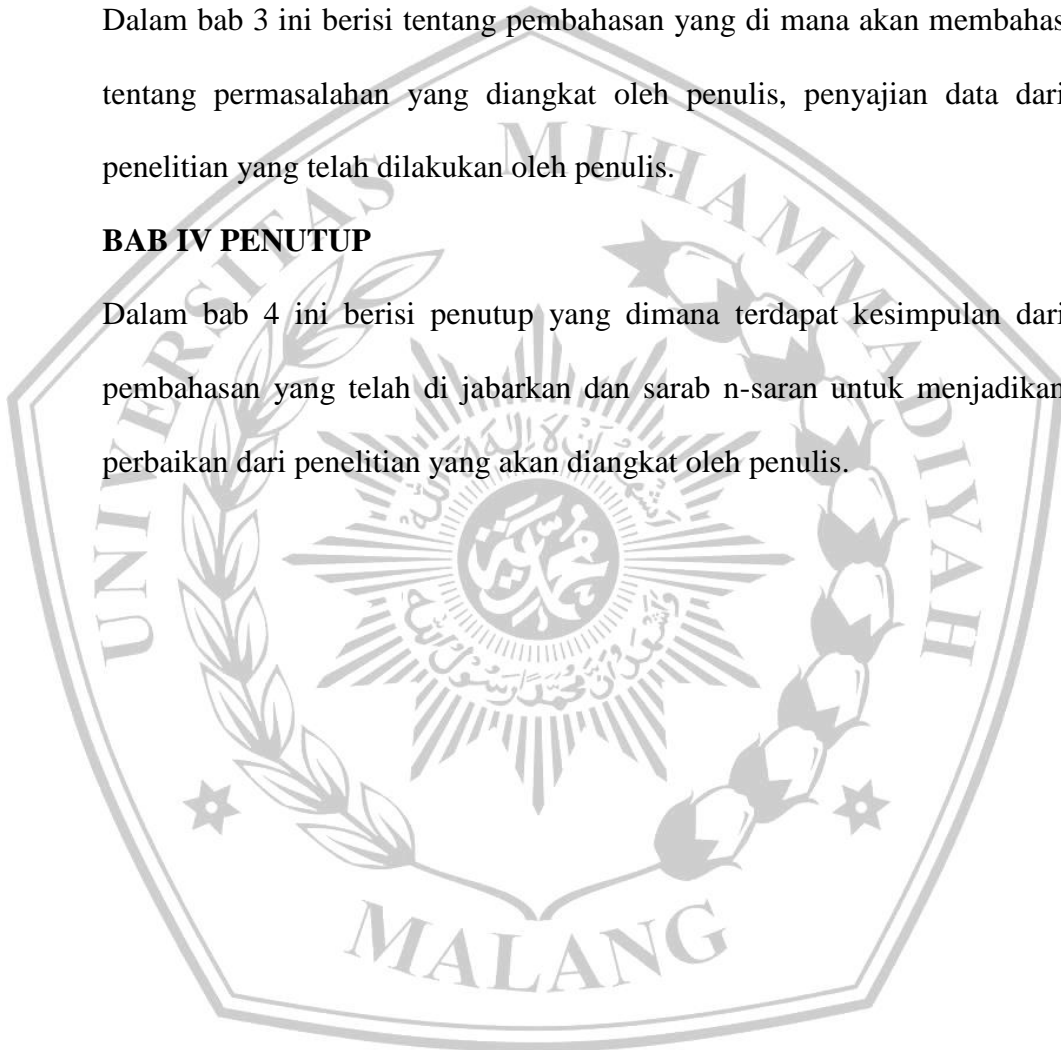 Dalam bab 3 ini berisi tentang pembahasan yang di mana akan membahas
tentang permasalahan yang diangkat oleh penulis, penyajian data dari
penelitian yang telah dilakukan oleh penulis.
BAB IV PENUTUP
Dalam bab 4 ini berisi penutup yang dimana terdapat kesimpulan dari
pembahasan yang telah di jabarkan dan sarab n-saran untuk menjadikan
perbaikan dari penelitian yang akan diangkat oleh penulis.
UNIVERSITAS MUHAMMADIYAH
MALANG